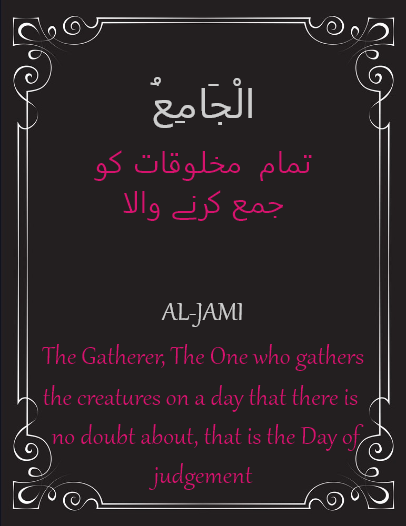 الْجَامِعُ
تمام مخلوقات کو
جمع کرنے والا
AL-JAMI
The Gatherer, The One who gathers
the creatures on a day that there is
no doubt about, that is the Day of
judgement